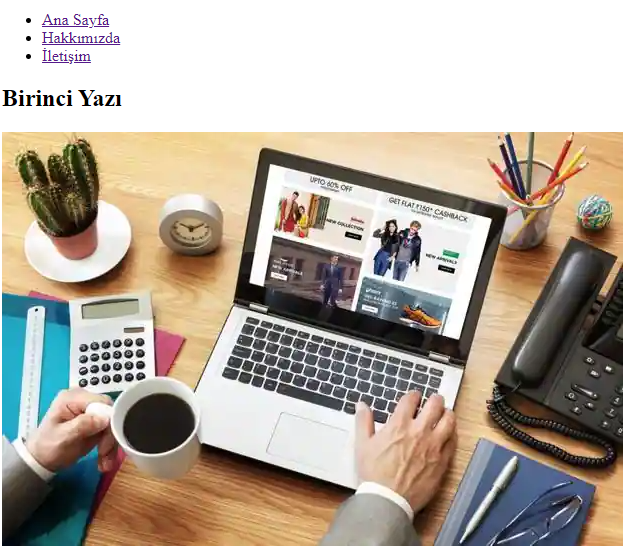 Ana Sayfa
Hakkımızda
İletişim
Birinci Yazı
UPTO 60% OFF
NEW COLLECTION
GET FLAT ₹150* CASHBACK
NEW ARRIVALS
NEW ARRIVALS